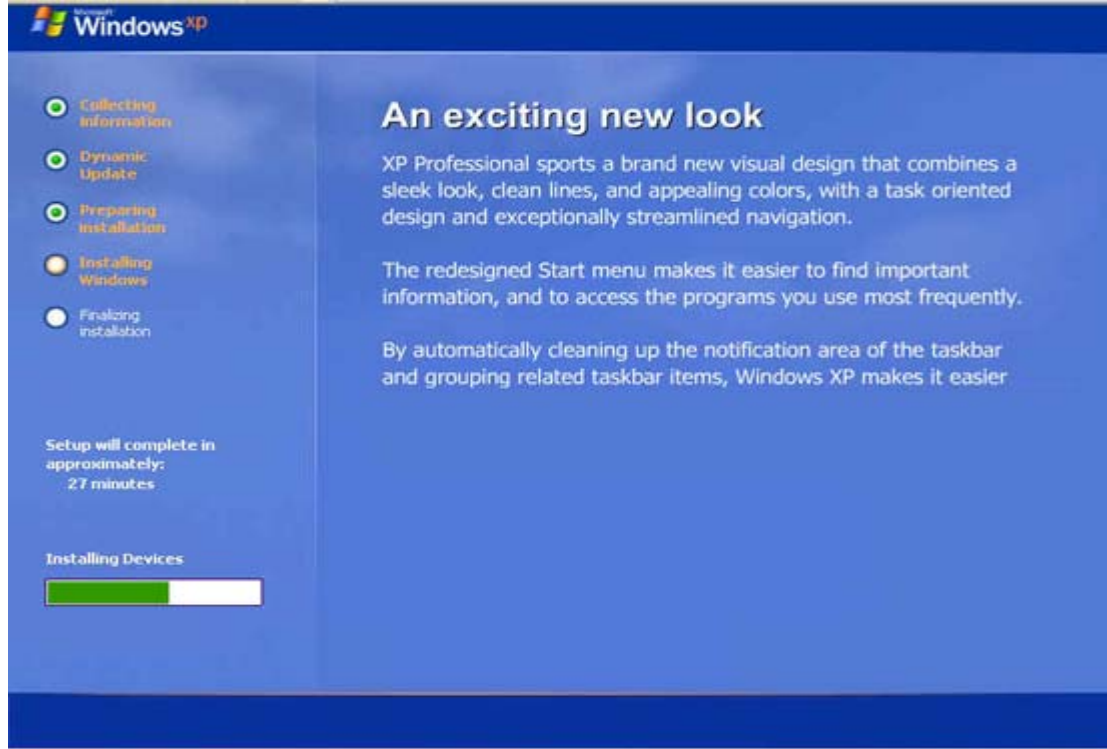 Microsoft
Windows xp
Collecting
Information
Dynamic
Update
Preparing
installation
Installing
Windows
Finalizing
installation
Setup will complete in
approximately:
27 minutes
Installing Devices
An exciting new look
XP Professional sports a brand new visual design that combines a
sleek look, clean lines, and appealing colors, with a task oriented
design and exceptionally streamlined navigation.
The redesigned Start menu makes it easier to find important
information, and to access the programs you use most frequently.
By automatically cleaning up the notification area of the taskbar
and grouping related taskbar items, Windows XP makes it easier